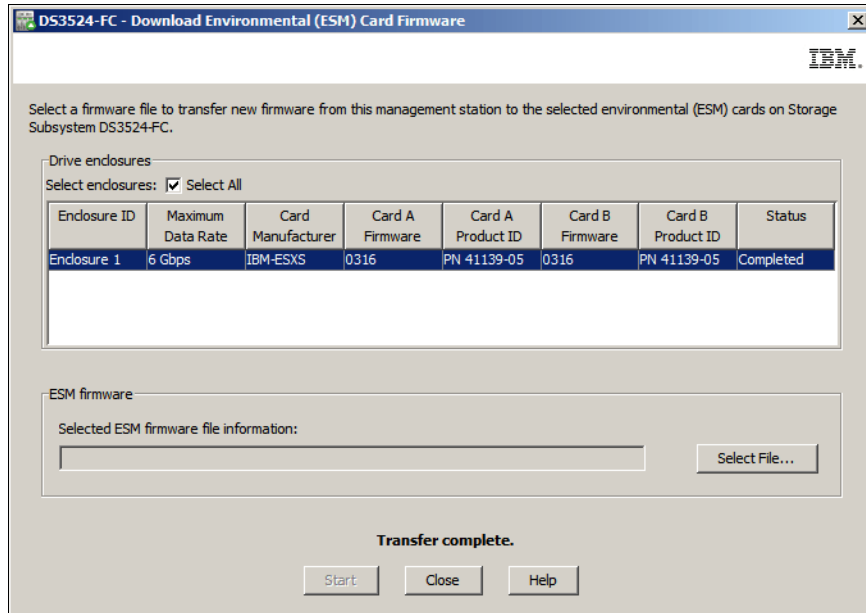 DS3524-FC - Download Environmental (ESM) Card Firmware
IBM.
Select a firmware file to transfer new firmware from this management station to the selected environmental (ESM) cards on Storage
Subsystem DS3524-FC.
Drive enclosures
Select enclosures: Select All
Enclosure ID Maximum Data Rate Card Manufacturer Card A Firmware Card A Product ID Card B Firmware Card B Product ID Status
Enclosure 1 6 Gbps IBM-ESXS 0316 PN 41139-05 0316 PN 41139-05 Completed
ESM firmware
Selected ESM firmware file information:
Select File...
Transfer complete.
Start Close Help